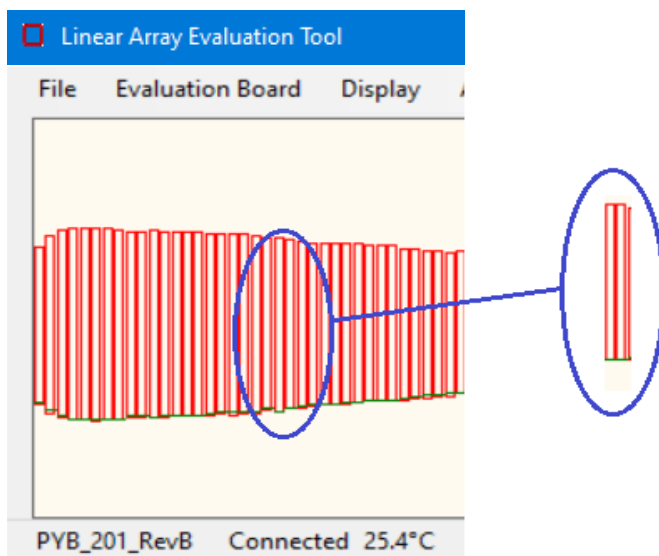 Linear Array Evaluation Tool
File Evaluation Board Display
PYB_201_RevB Connected 25.4°C